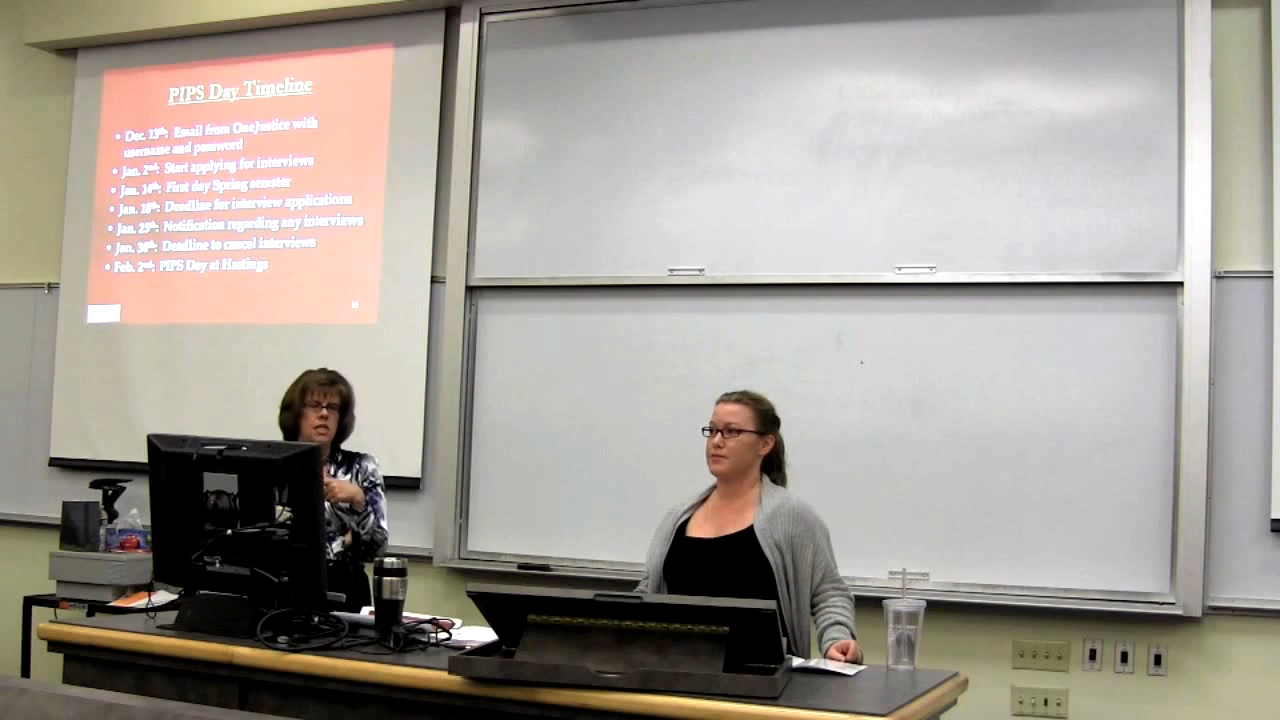 PIPS Day Timeline
• Dec. 13th: Email from OneJustice with
username and password
• Jan. 2nd: Start applying for interviews
• Jan. 14th: First day Spring semster
• Jan. 18th: Deadline for interview applications
• Jan. 25th: Notification regarding any interviews
• Jan. 30th: Deadline to cancel interviews
• Feb. 2nd: PIPS Day at Hastings